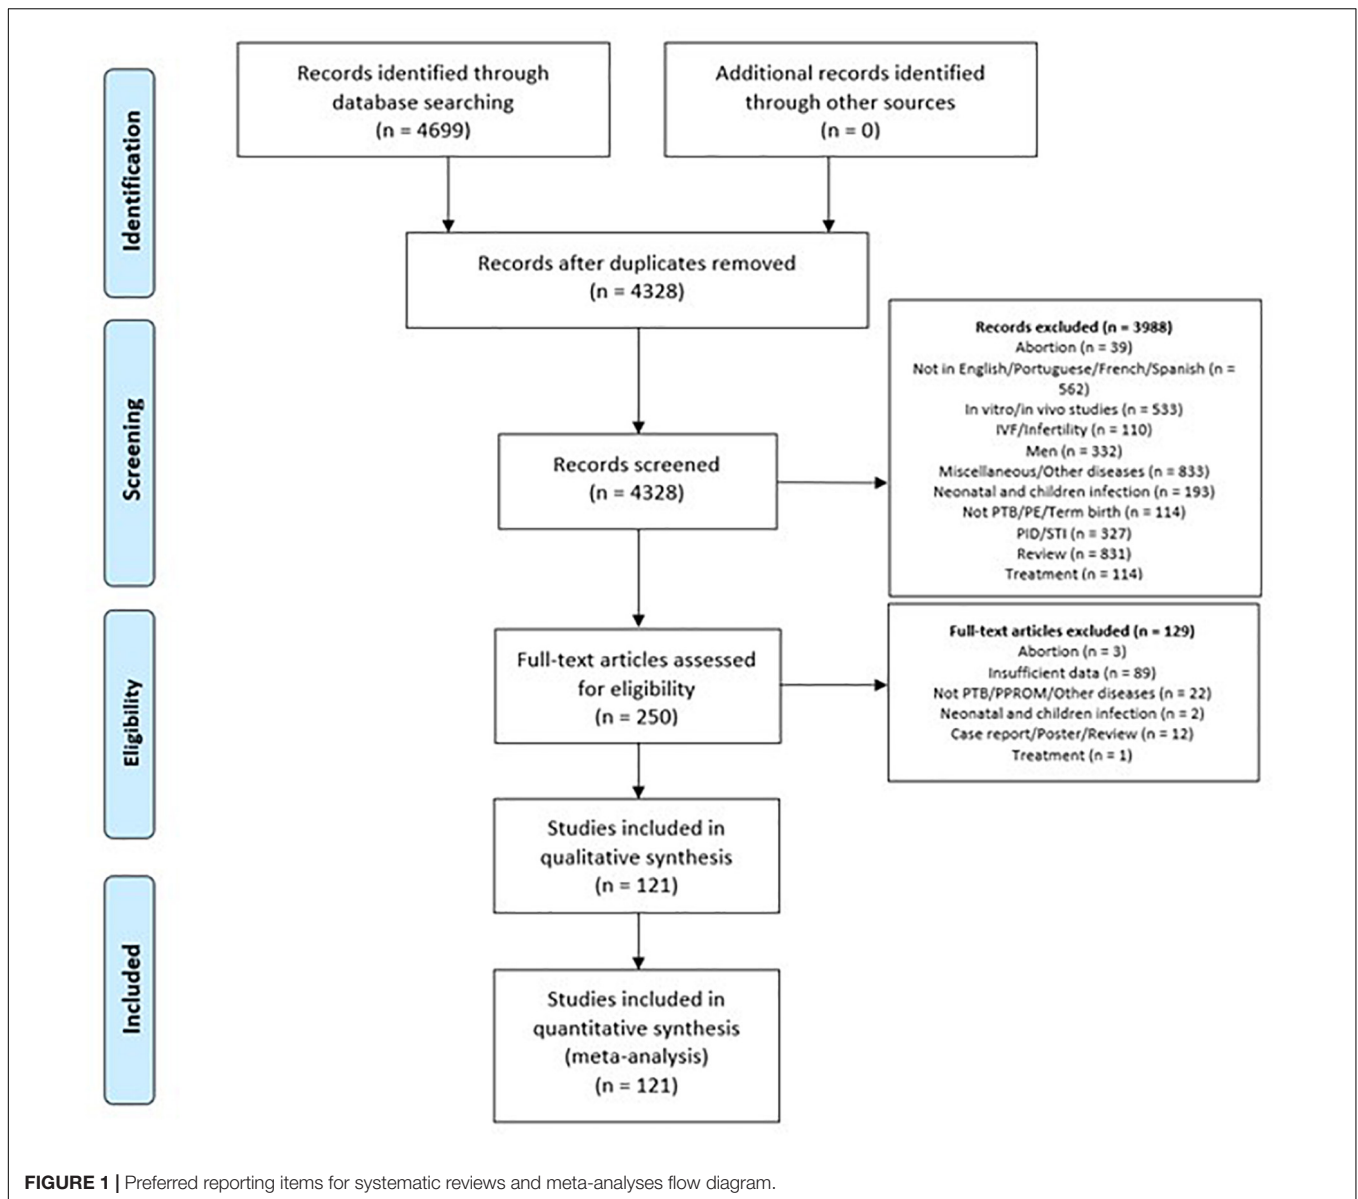 Identification
Records identified through
database searching
(n = 4699)
Additional records identified
through other sources
(n = 0)
Records after duplicates removed
(n = 4328)
Screening
Records screened
(n = 4328)
Records excluded (n = 3988)
Abortion (n = 39)
Not in English/Portuguese/French/Spanish (n =
562)
In vitro/in vivo studies (n = 533)
IVF/Infertility (n = 110)
Men (n = 332)
Miscellaneous/Other diseases (n = 833)
Neonatal and children infection (n = 193)
Not PTB/PE/Term birth (n = 114)
PID/STI (n = 327)
Review (n = 831)
Treatment (n = 114)
Eligibility
Full-text articles assessed
for eligibility
(n = 250)
Full-text articles excluded (n = 129)
Abortion (n = 3)
Insufficient data (n = 89)
Not PTB/PPROM/Other diseases (n = 22)
Neonatal and children infection (n = 2)
Case report/Poster/Review (n = 12)
Treatment (n = 1)
Studies included in
qualitative synthesis
(n = 121)
Included
Studies included in
quantitative synthesis
(meta-analysis)
(n = 121)
FIGURE 1 | Preferred reporting items for systematic reviews and meta-analyses flow diagram.